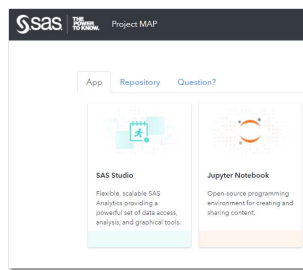 sas THE POWER TO KNOW. Project MAP
App Repository Question?
SAS Studio
Flexible, scalable SAS
Analytics providing a
powerful set of data access,
analysis, and graphical tools.
Jupyter Notebook
Open-source programming
environment for creating and
sharing content.